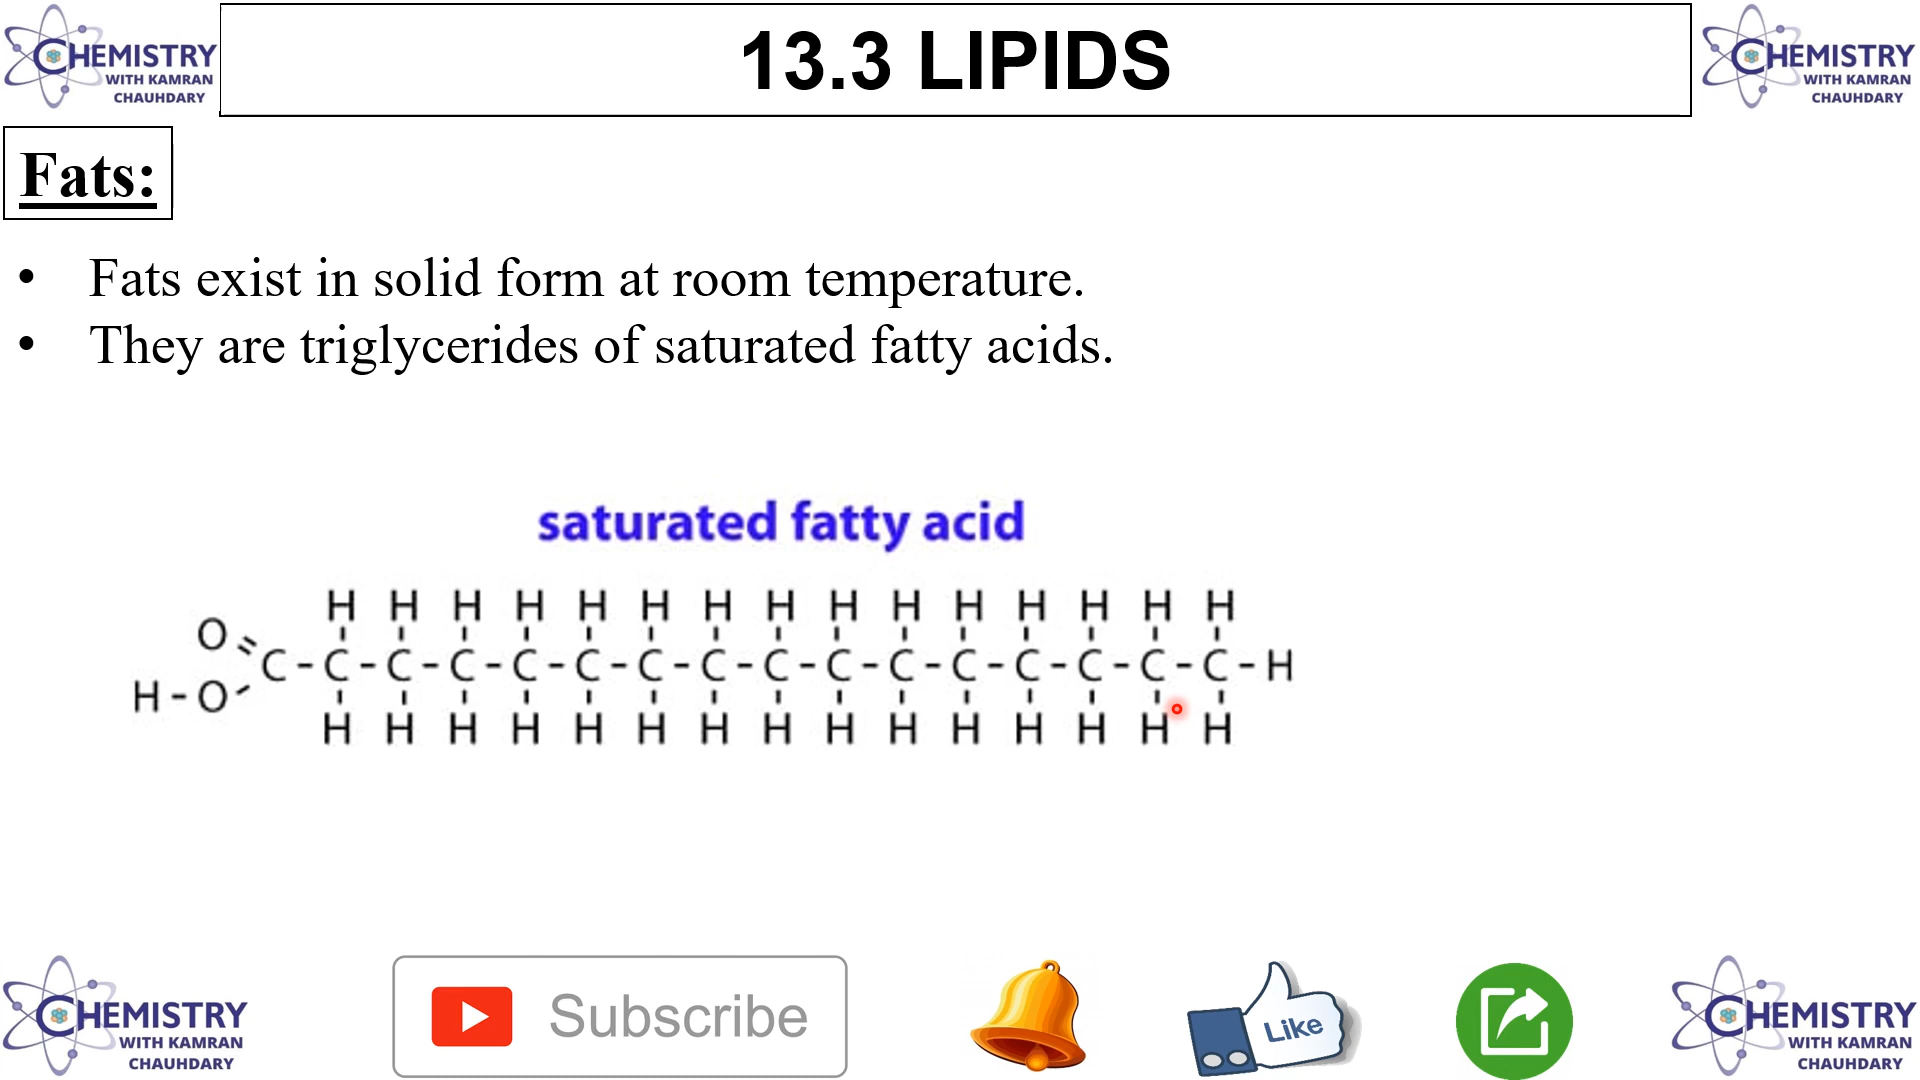 CHEMISTRY
WITH KAMRAN
CHAUHDARY
13.3 LIPIDS
CHEMISTRY
WITH KAMRAN
CHAUHDARY
Fats:
• Fats exist in solid form at room temperature.
• They are triglycerides of saturated fatty acids.
saturated fatty acid
H H H H H H H H H H H H H H H
O
C-C-C-C-C-C-C-C-C-C-C-C-C-C-C-C-H
H-O
H H H H H H H H H H H H H H H
CHEMISTRY
WITH KAMRAN
CHAUHDARY
Subscribe
Like
CHEMISTRY
WITH KAMRAN
CHAUHDARY